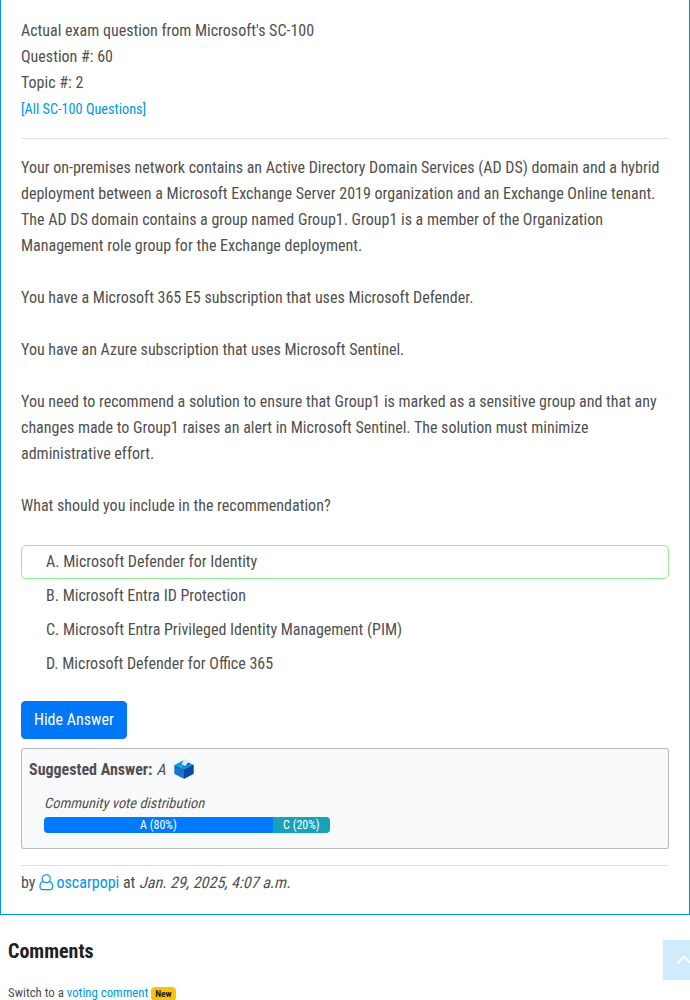 Actual exam question from Microsoft's SC-100
Question #: 60
Topic #: 2
[All SC-100 Questions]
Your on-premises network contains an Active Directory Domain Services (AD DS) domain and a hybrid
deployment between a Microsoft Exchange Server 2019 organization and an Exchange Online tenant.
The AD DS domain contains a group named Group1. Group1 is a member of the Organization
Management role group for the Exchange deployment.
You have a Microsoft 365 E5 subscription that uses Microsoft Defender.
You have an Azure subscription that uses Microsoft Sentinel.
You need to recommend a solution to ensure that Group1 is marked as a sensitive group and that any
changes made to Group1 raises an alert in Microsoft Sentinel. The solution must minimize
administrative effort.
What should you include in the recommendation?
A. Microsoft Defender for Identity
B. Microsoft Entra ID Protection
C. Microsoft Entra Privileged Identity Management (PIM)
D. Microsoft Defender for Office 365
Hide Answer
Suggested Answer: A
Community vote distribution
A (80%) C (20%)
by oscarpopi at Jan. 29, 2025, 4:07 a.m.
Comments
Switch to a voting comment New